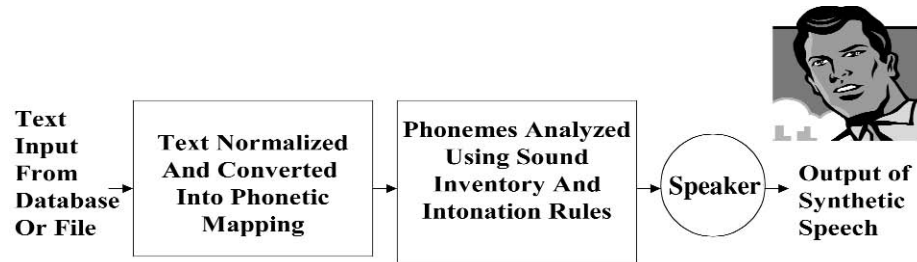 Text
Input
From
Database
Or File
Text Normalized
And Converted
Into Phonetic
Mapping
Phonemes Analyzed
Using Sound
Inventory And
Intonation Rules
Speaker
Output of
Synthetic
Speech